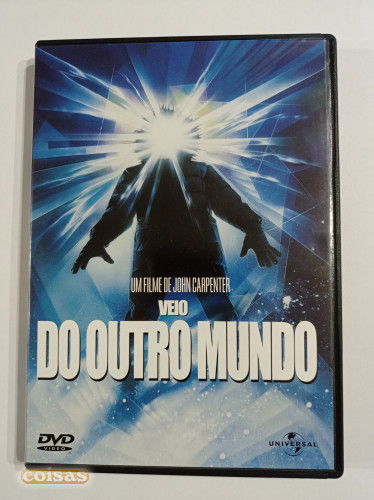 UM FILME DE JOHN CARPENTER
VEIO
DO OUTRO MUNDO
DVD
VIDEO
UNIVERSAL
coisas